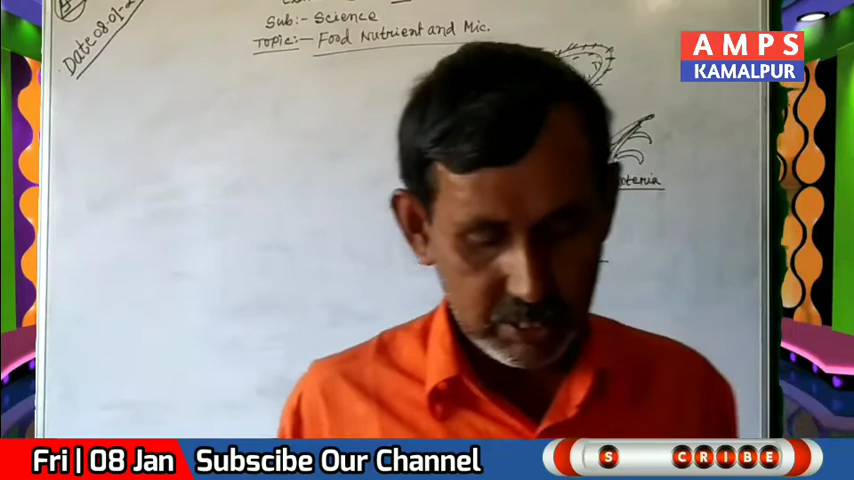 Date 08-01-2
Sub:- Science
Topic:- Food Nutrient and Mic.
AMPS
KAMALPUR
Fri | 08 Jan
Subscibe Our Channel
S CRIBE